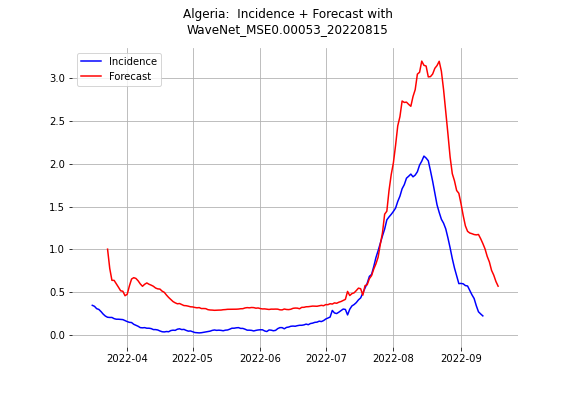 Algeria:  Incidence + Forecast with
WaveNet_MSE0.00053_20220815
Incidence
Forecast
3.0
2.5
2.0
1.5
1.0
0.5
0.0
2022-04 2022-05 2022-06 2022-07 2022-08 2022-09